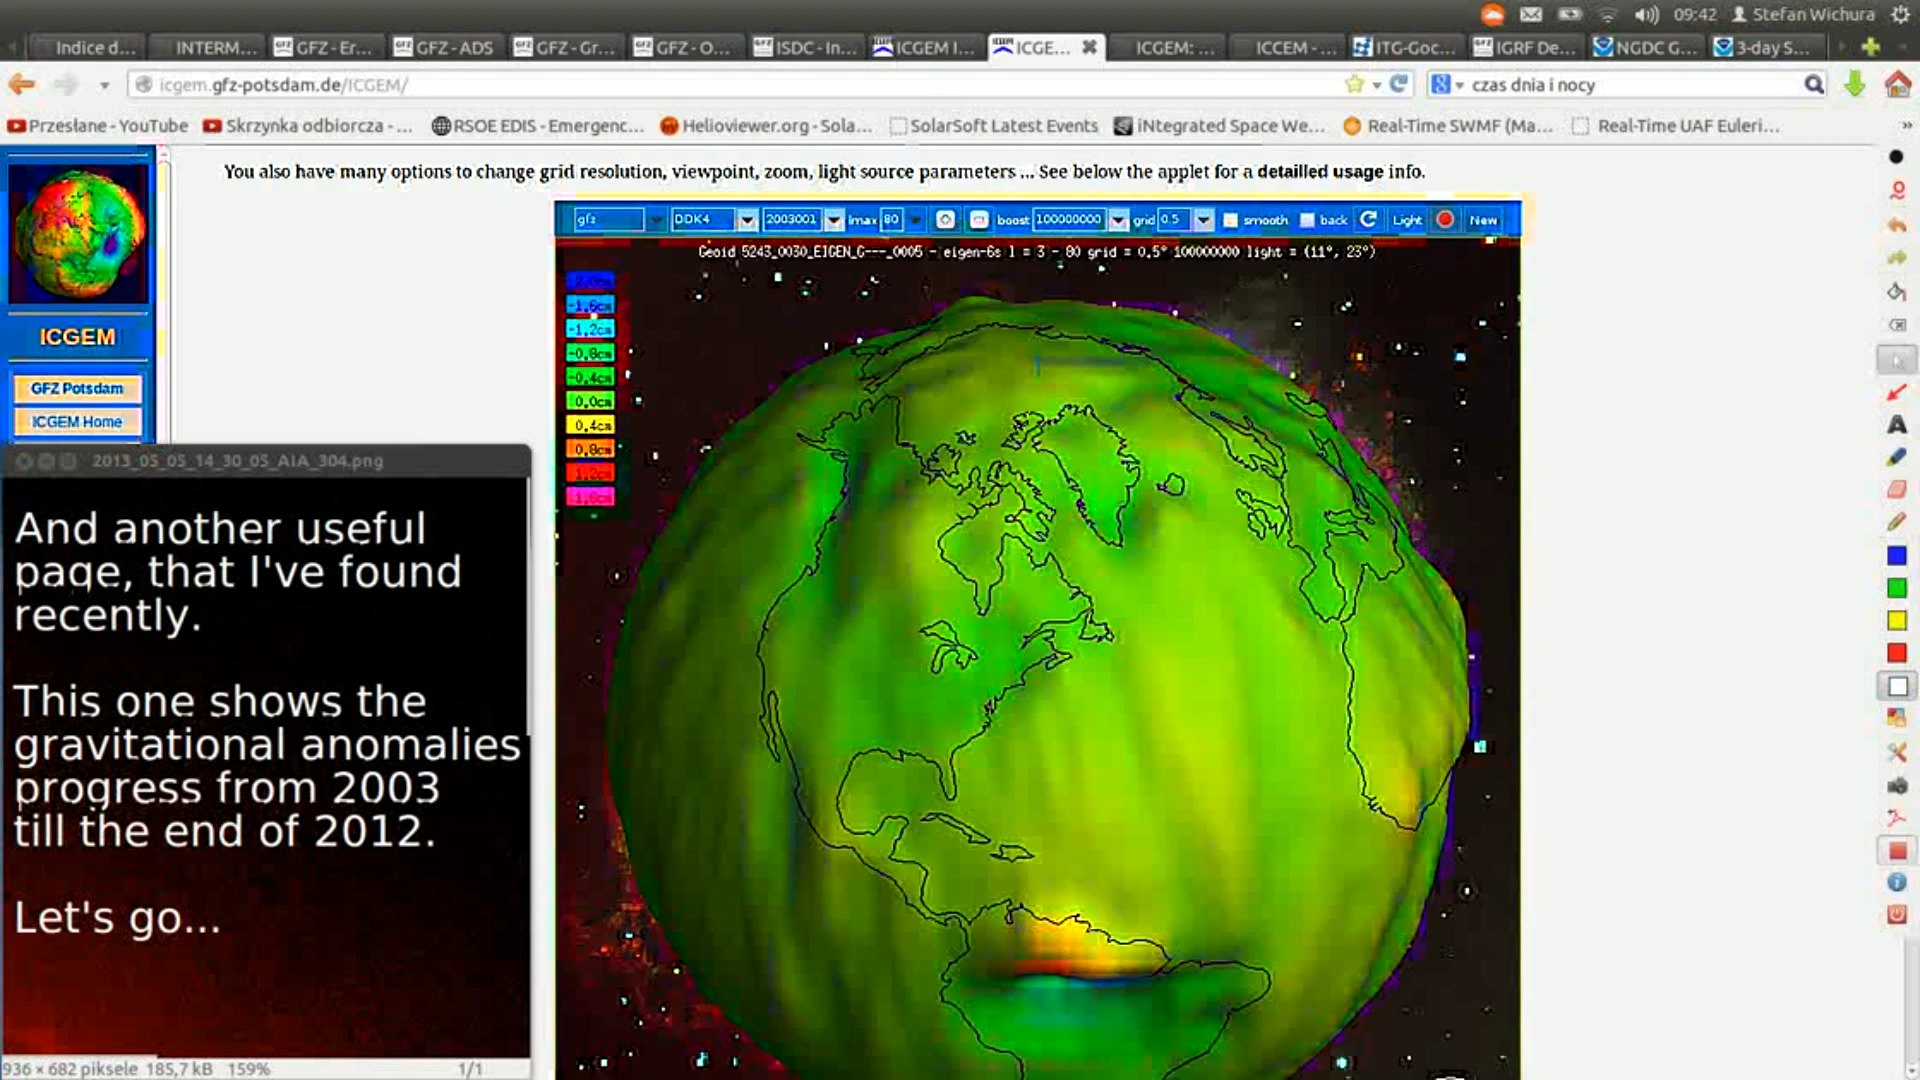 09:42 Stefan Wichura
Indice d... INTERM... GFZ - Er... GFZ - ADS GFZ - Gr... GFZ - O... ISDC - In... ICGEM I... ICGE... ICGEM: ... ICCEM - ... ITG-Goc... IGRF De... NGDC G... 3-day S...
icgem.gfz-potsdam.de/ICGEM/ czas dnia i nocy
Przesłane - YouTube Skrzynka odbiorcza - ... RSOE EDIS - Emergenc... Helioviewer.org - Sola... SolarSoft Latest Events iNtegrated Space We... Real-Time SWMF (Ma... Real-Time UAF Euleri... »
You also have many options to change grid resolution, viewpoint, zoom, light source parameters ... See below the applet for a detailled usage info.
gfz DDK4 2003001 lmax 80 boost 100000000 grid 0.5 smooth back Light New
Geoid 5243_0030_EIGEN_G---_0005 - eigen-6s l = 3 - 80 grid = 0.5° 100000000 light = (11°, 23°)
-1.6cm
-1.2cm
-0.8cm
-0.4cm
0.0cm
0.4cm
0.8cm
1.2cm
1.6cm
ICGEM
GFZ Potsdam
ICGEM Home
2013_05_05_14_30_05_AIA_304.png
And another useful
page, that I've found
recently.
This one shows the
gravitational anomalies
progress from 2003
till the end of 2012.
Let's go...
936 × 682 piksele 185,7 kB 159% 1/1